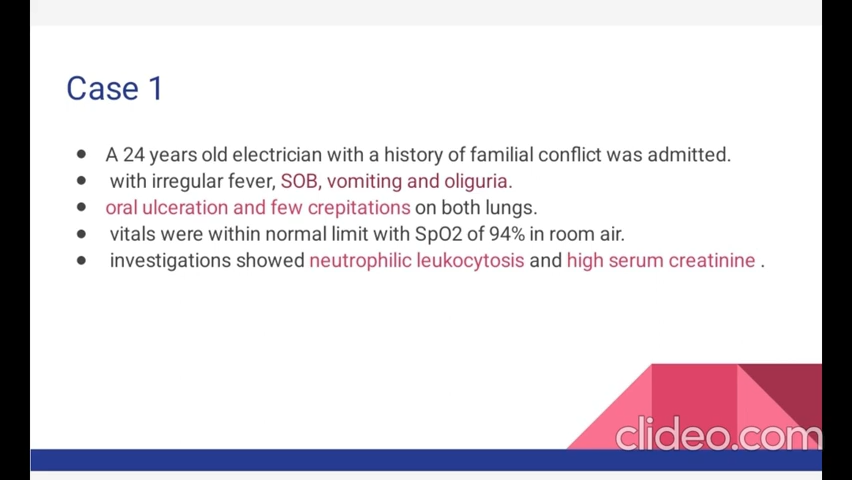 Case 1
● A 24 years old electrician with a history of familial conflict was admitted.
● with irregular fever, SOB, vomiting and oliguria.
● oral ulceration and few crepitations on both lungs.
● vitals were within normal limit with SpO2 of 94% in room air.
● investigations showed neutrophilic leukocytosis and high serum creatinine .
clideo.com